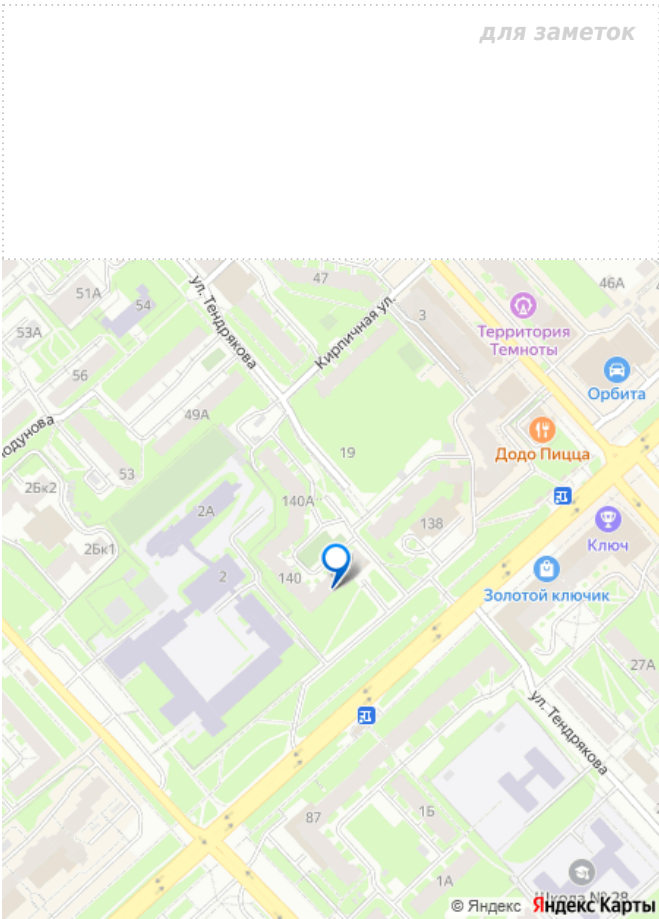 для заметок
47
46А
51А
54
ул. Тендрякова
Кирпичная ул.
3
Территория
Темноты
53А
56
Орбита
49А
одунова
19
Додо Пицца
53
2Бк2
140А
2А
138
Ключ
2Бк1
2
140
Золотой ключик
27А
ул. Тендрякова
87
1Б
1А
Школа № 28
© Яндекс Яндекс Карты